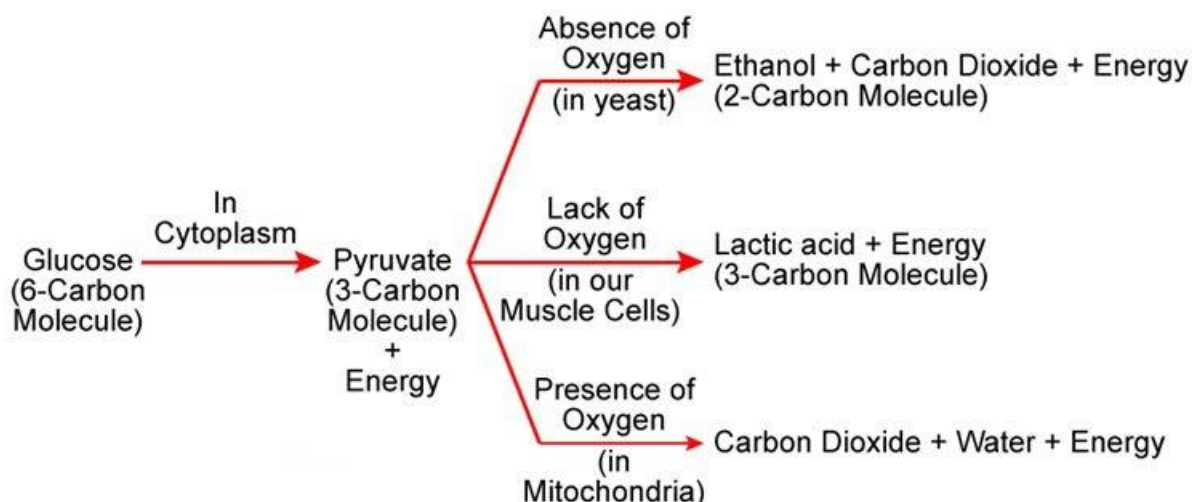 Glucose
(6-Carbon
Molecule)
In
Cytoplasm
Pyruvate
(3-Carbon
Molecule)
+
Energy
Absence of
Oxygen
(in yeast)
Ethanol + Carbon Dioxide + Energy
(2-Carbon Molecule)
Lack of
Oxygen
(in our
Muscle Cells)
Lactic acid + Energy
(3-Carbon Molecule)
Presence of
Oxygen
(in
Mitochondria)
Carbon Dioxide + Water + Energy